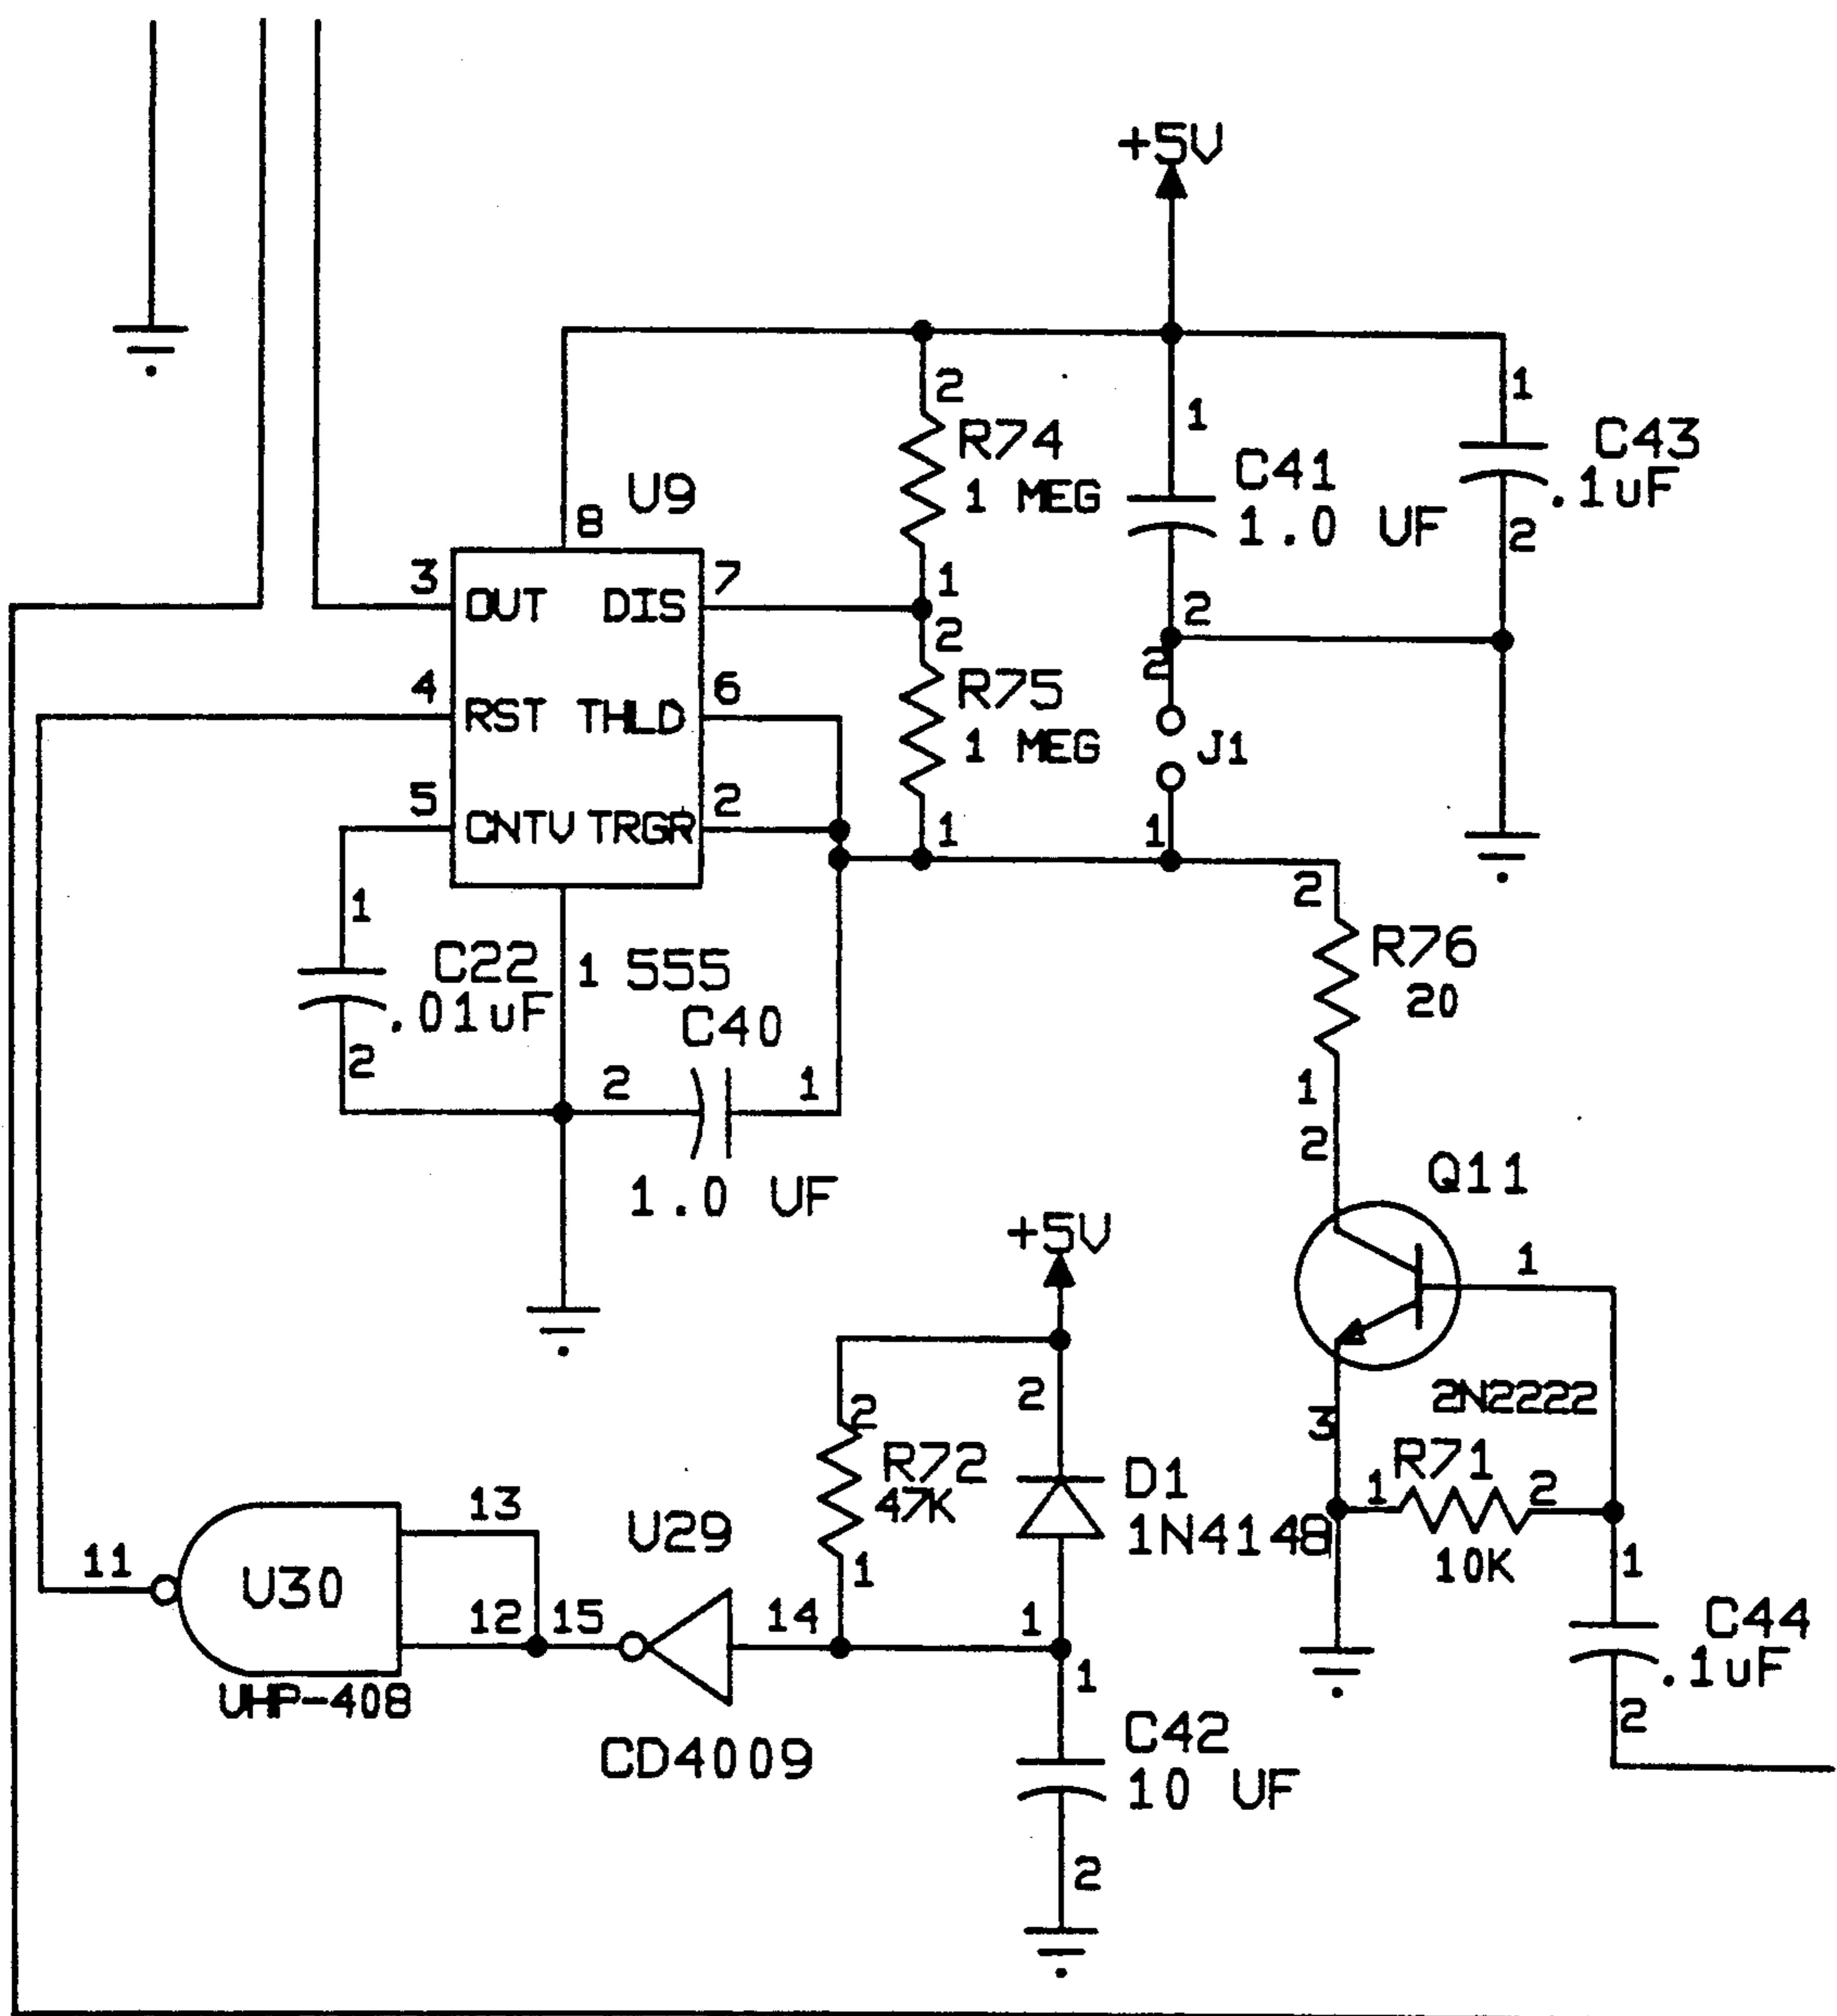 +5V
2
1
1
R74
1 MEG
C43
.1uF
C41
1.0 UF
U9
8
2
3
OUT
DIS
7
1
2
2
2
4
RST
THLD
6
R75
1 MEG
J1
5
CNTV
TRGR
2
1
1
2
1
C22
.01uF
1
555
R76
20
C40
2
2
1
1
2
1.0 UF
Q11
+5V
1
2
2
2N2222
3
R72
47K
D1
1N4148
R71
1
2
10K
13
U29
11
U30
12
15
14
1
1
1
1
C44
.1uF
UHP-408
CD4009
C42
10 UF
2
2